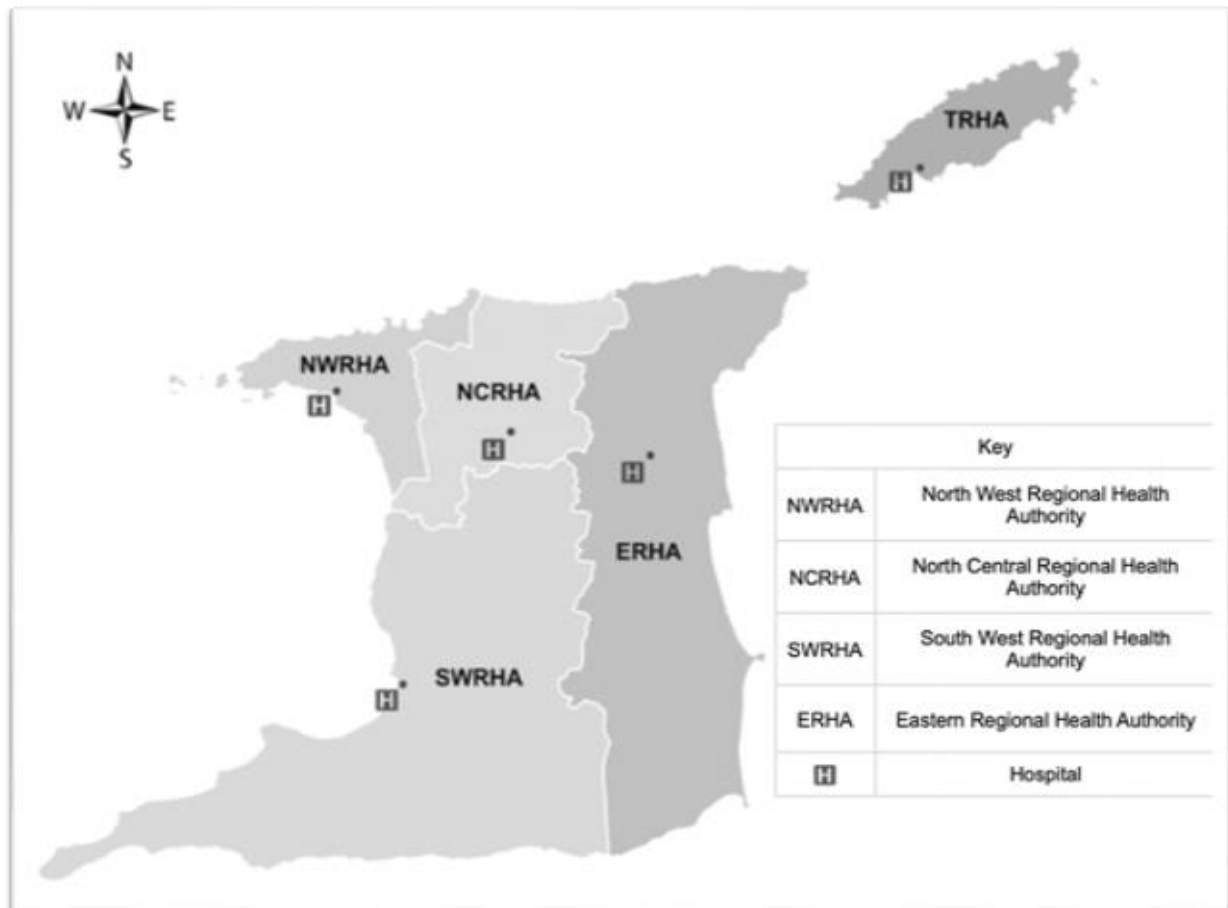 N
W E
S
TRHA
NWRHA
NCRHA
ERHA
SWRHA
H
H
H
H
H
Key
NWRHA North West Regional Health
Authority
NCRHA North Central Regional Health
Authority
SWRHA South West Regional Health
Authority
ERHA Eastern Regional Health Authority
H Hospital